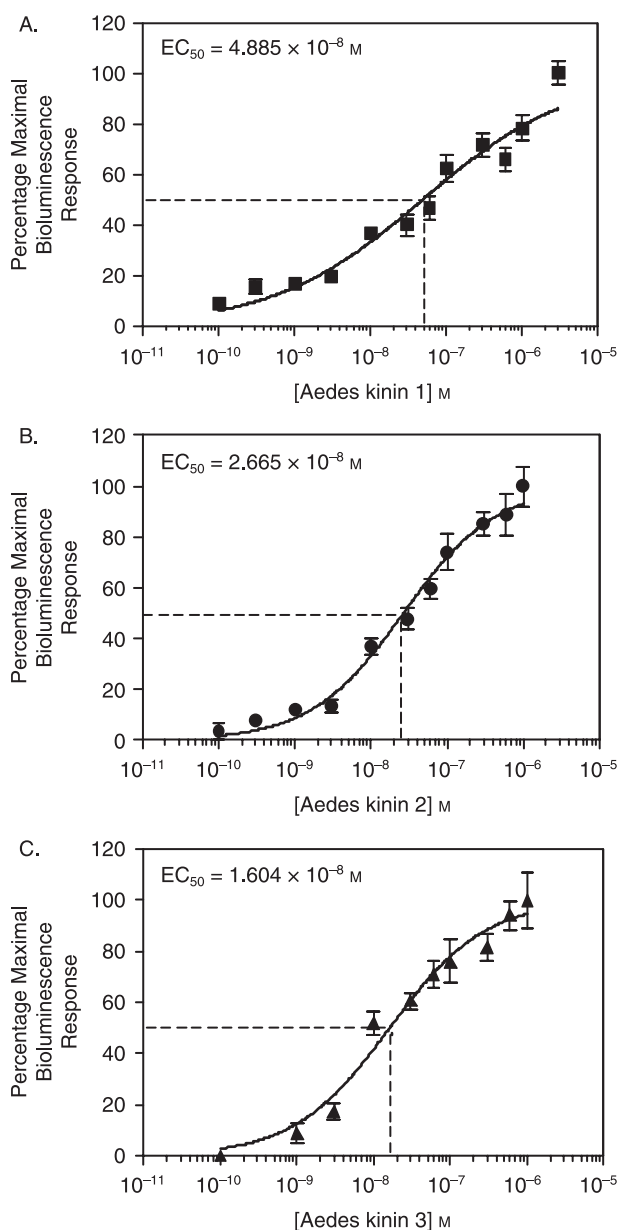 A.
EC₅₀ = 4.885 × 10⁻⁸ M
Percentage Maximal
Bioluminescence
Response
120
100
80
60
40
20
0
10⁻¹¹ 10⁻¹⁰ 10⁻⁹ 10⁻⁸ 10⁻⁷ 10⁻⁶ 10⁻⁵
[Aedes kinin 1] M
B.
EC₅₀ = 2.665 × 10⁻⁸ M
Percentage Maximal
Bioluminescence
Response
120
100
80
60
40
20
0
10⁻¹¹ 10⁻¹⁰ 10⁻⁹ 10⁻⁸ 10⁻⁷ 10⁻⁶ 10⁻⁵
[Aedes kinin 2] M
C.
EC₅₀ = 1.604 × 10⁻⁸ M
Percentage Maximal
Bioluminescence
Response
120
100
80
60
40
20
0
10⁻¹¹ 10⁻¹⁰ 10⁻⁹ 10⁻⁸ 10⁻⁷ 10⁻⁶ 10⁻⁵
[Aedes kinin 3] M